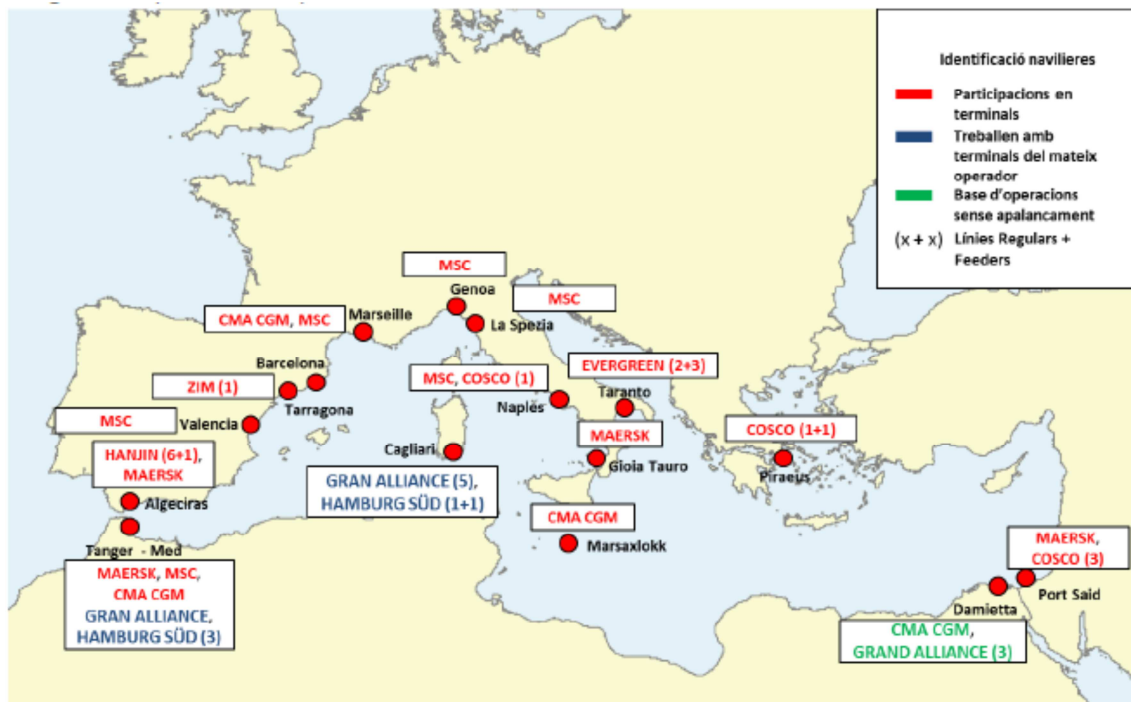 Identificació navilieres
Participacions en
terminals
Treballen amb
terminals del mateix
operador
Base d'operacions
sense apalancament
(x + x) Línies Regulars +
Feeders
MSC
Genoa
MSC
La Spezia
CMA CGM, MSC
Marseille
Barcelona
ZIM (1)
Tarragona
MSC
Valencia
HANJIN (6+1),
MAERSK
Algeciras
Tanger - Med
MAERSK, MSC,
CMA CGM
GRAN ALLIANCE,
HAMBURG SÜD (3)
MSC, COSCO (1)
Naplés
EVERGREEN (2+3)
Taranto
MAERSK
Gioia Tauro
Cagliari
GRAN ALLIANCE (5),
HAMBURG SÜD (1+1)
CMA CGM
Marsaxlokk
COSCO (1+1)
Piraeus
MAERSK,
COSCO (3)
Port Said
Damietta
CMA CGM,
GRAND ALLIANCE (3)